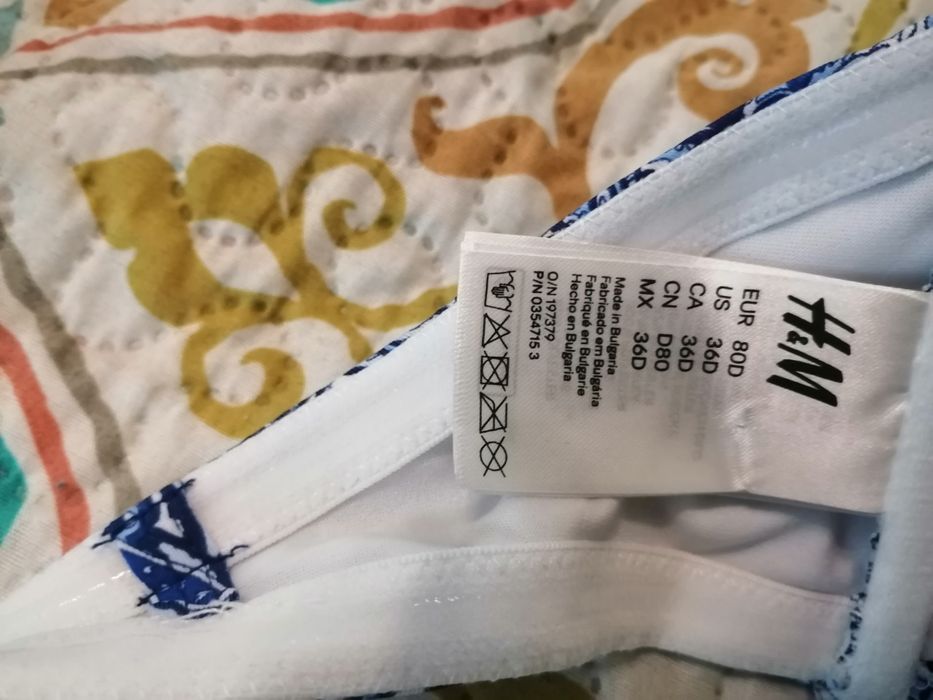 H&M
EUR 80D
US 36D
CA 36D
CN D80
MX 36D
Made in Bulgaria
Fabricado em Bulgária
Fabriqué en Bulgarie
Hecho en Bulgaria
O/N 197379
P/N 0354715 3